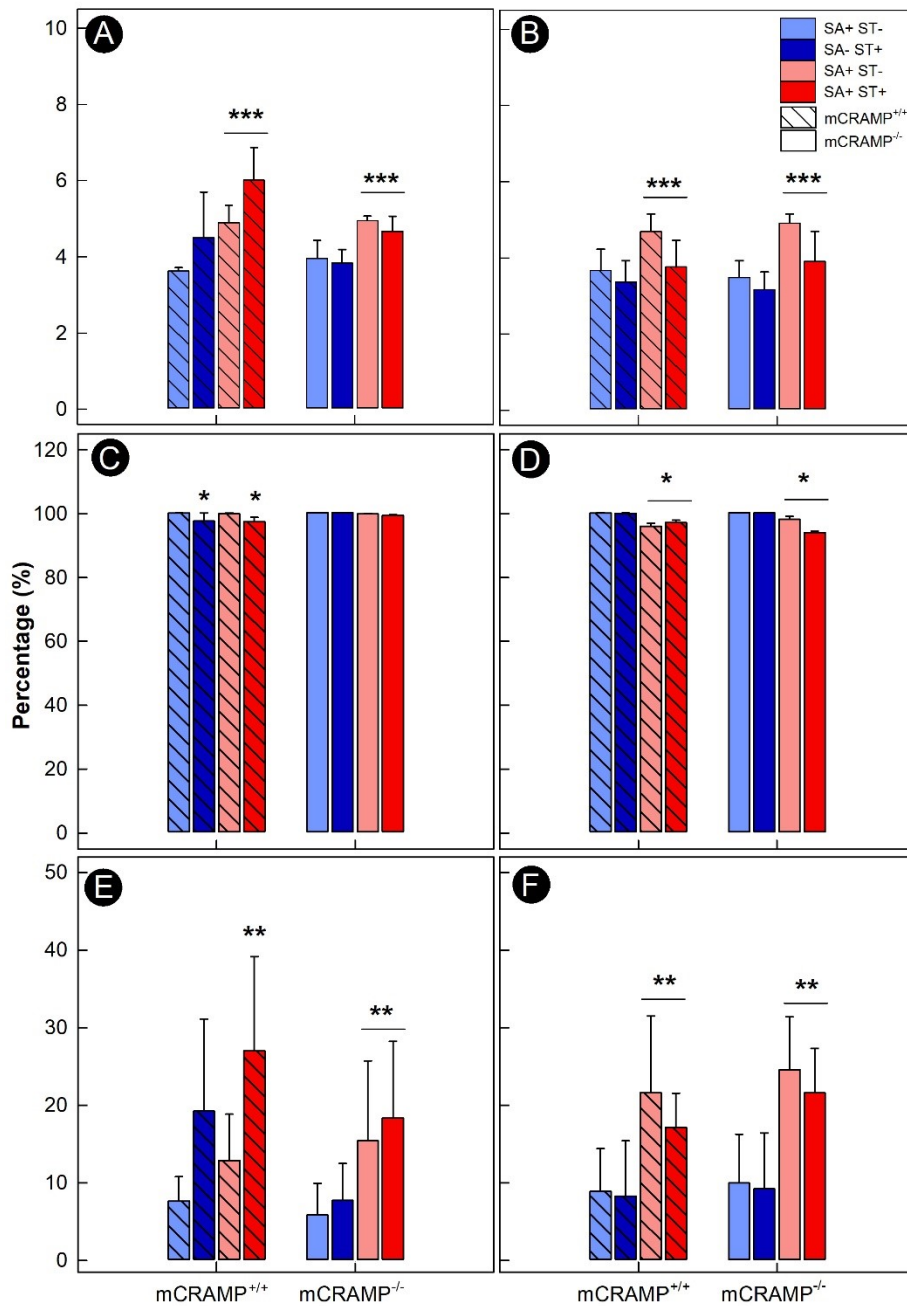 A
B
10
8
6
4
2
0
***
***
***
***
SA+ ST-
SA- ST+
SA+ ST-
SA+ ST+
mCRAMP+/+
mCRAMP-/-
C
D
120
100
80
60
40
20
0
*
*
*
*
Percentage (%)
E
F
50
40
30
20
10
0
**
**
**
**
mCRAMP+/+
mCRAMP-/-
mCRAMP+/+
mCRAMP-/-